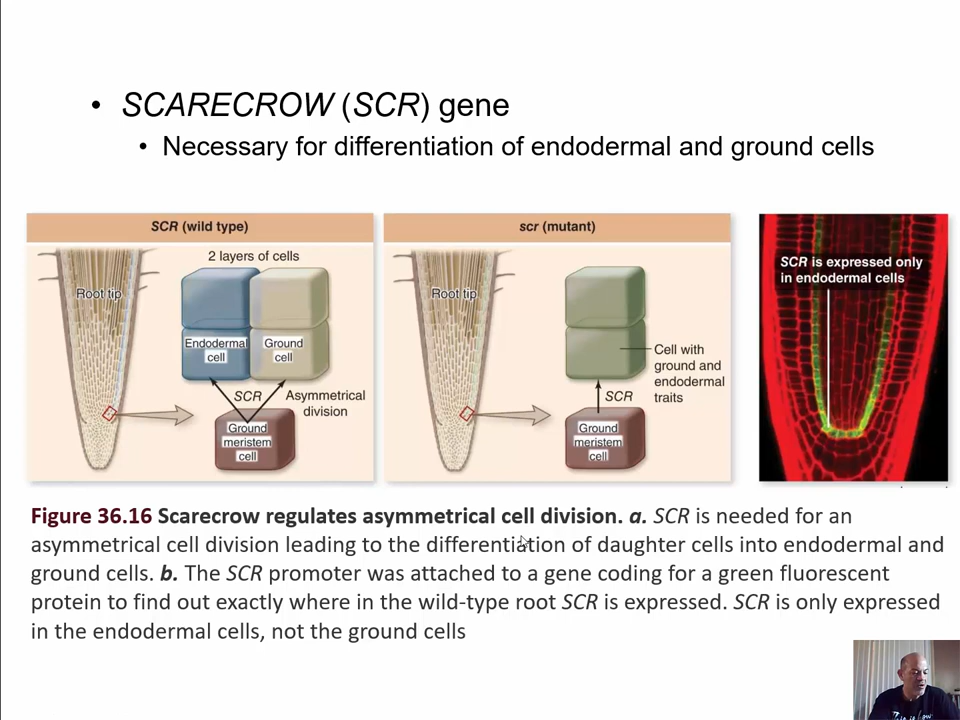 • SCARECROW (SCR) gene
• Necessary for differentiation of endodermal and ground cells
SCR (wild type)
2 layers of cells
Root tip
Endodermal
cell
Ground
cell
SCR
Asymmetrical
division
Ground
meristem
cell
scr (mutant)
Root tip
Cell with
ground and
endodermal
traits
SCR
Ground
meristem
cell
SCR is expressed only
in endodermal cells
Figure 36.16 Scarecrow regulates asymmetrical cell division. a. SCR is needed for an
asymmetrical cell division leading to the differentiation of daughter cells into endodermal and
ground cells. b. The SCR promoter was attached to a gene coding for a green fluorescent
protein to find out exactly where in the wild-type root SCR is expressed. SCR is only expressed
in the endodermal cells, not the ground cells